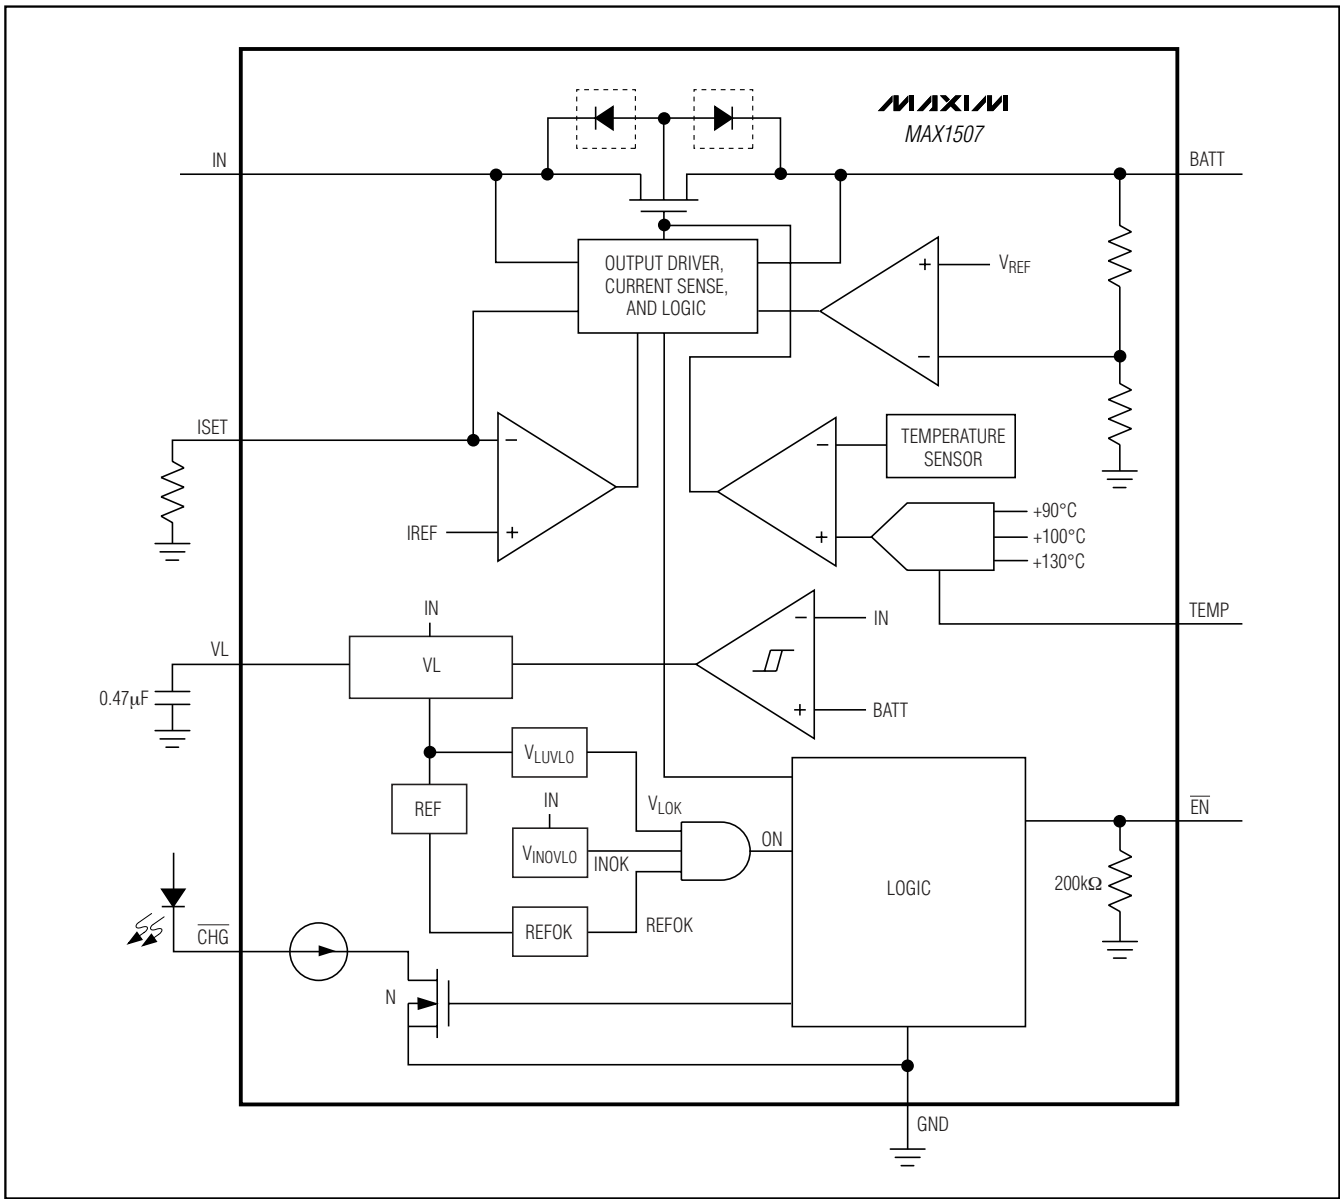 MAXIM
MAX1507
IN
BATT
OUTPUT DRIVER,
CURRENT SENSE,
AND LOGIC
+
VREF
−
ISET
−
TEMPERATURE
SENSOR
−
IREF
+
+
+90°C
+100°C
+130°C
TEMP
IN
−
IN
VL
VL
0.47μF
+
BATT
VLUVLO
REF
IN
VLOK
EN
VINOVLO
INOK
ON
LOGIC
200kΩ
REFOK
REFOK
CHG
N
GND